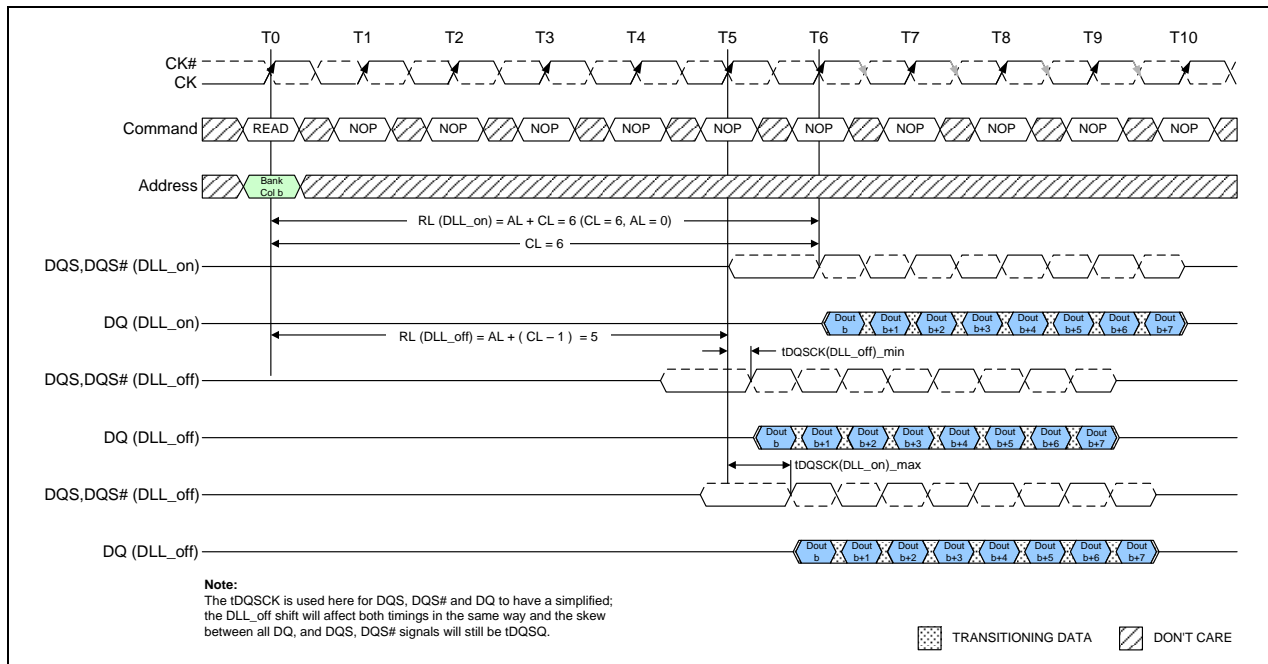 T0 T1 T2 T3 T4 T5 T6 T7 T8 T9 T10
CK#
CK
Command READ NOP NOP NOP NOP NOP NOP NOP NOP NOP NOP
Address Bank
Col b
RL (DLL_on) = AL + CL = 6 (CL = 6, AL = 0)
CL = 6
DQS,DQS# (DLL_on)
DQ (DLL_on) Dout Dout Dout Dout Dout Dout Dout Dout
b b+1 b+2 b+3 b+4 b+5 b+6 b+7
RL (DLL_off) = AL + ( CL – 1 ) = 5
tDQSCK(DLL_off)_min
DQS,DQS# (DLL_off)
DQ (DLL_off) Dout Dout Dout Dout Dout Dout Dout Dout
b b+1 b+2 b+3 b+4 b+5 b+6 b+7
tDQSCK(DLL_on)_max
DQS,DQS# (DLL_off)
DQ (DLL_off) Dout Dout Dout Dout Dout Dout Dout Dout
b b+1 b+2 b+3 b+4 b+5 b+6 b+7
Note:
The tDQSCK is used here for DQS, DQS# and DQ to have a simplified;
the DLL_off shift will affect both timings in the same way and the skew
between all DQ, and DQS, DQS# signals will still be tDQSQ.
TRANSITIONING DATA DON'T CARE